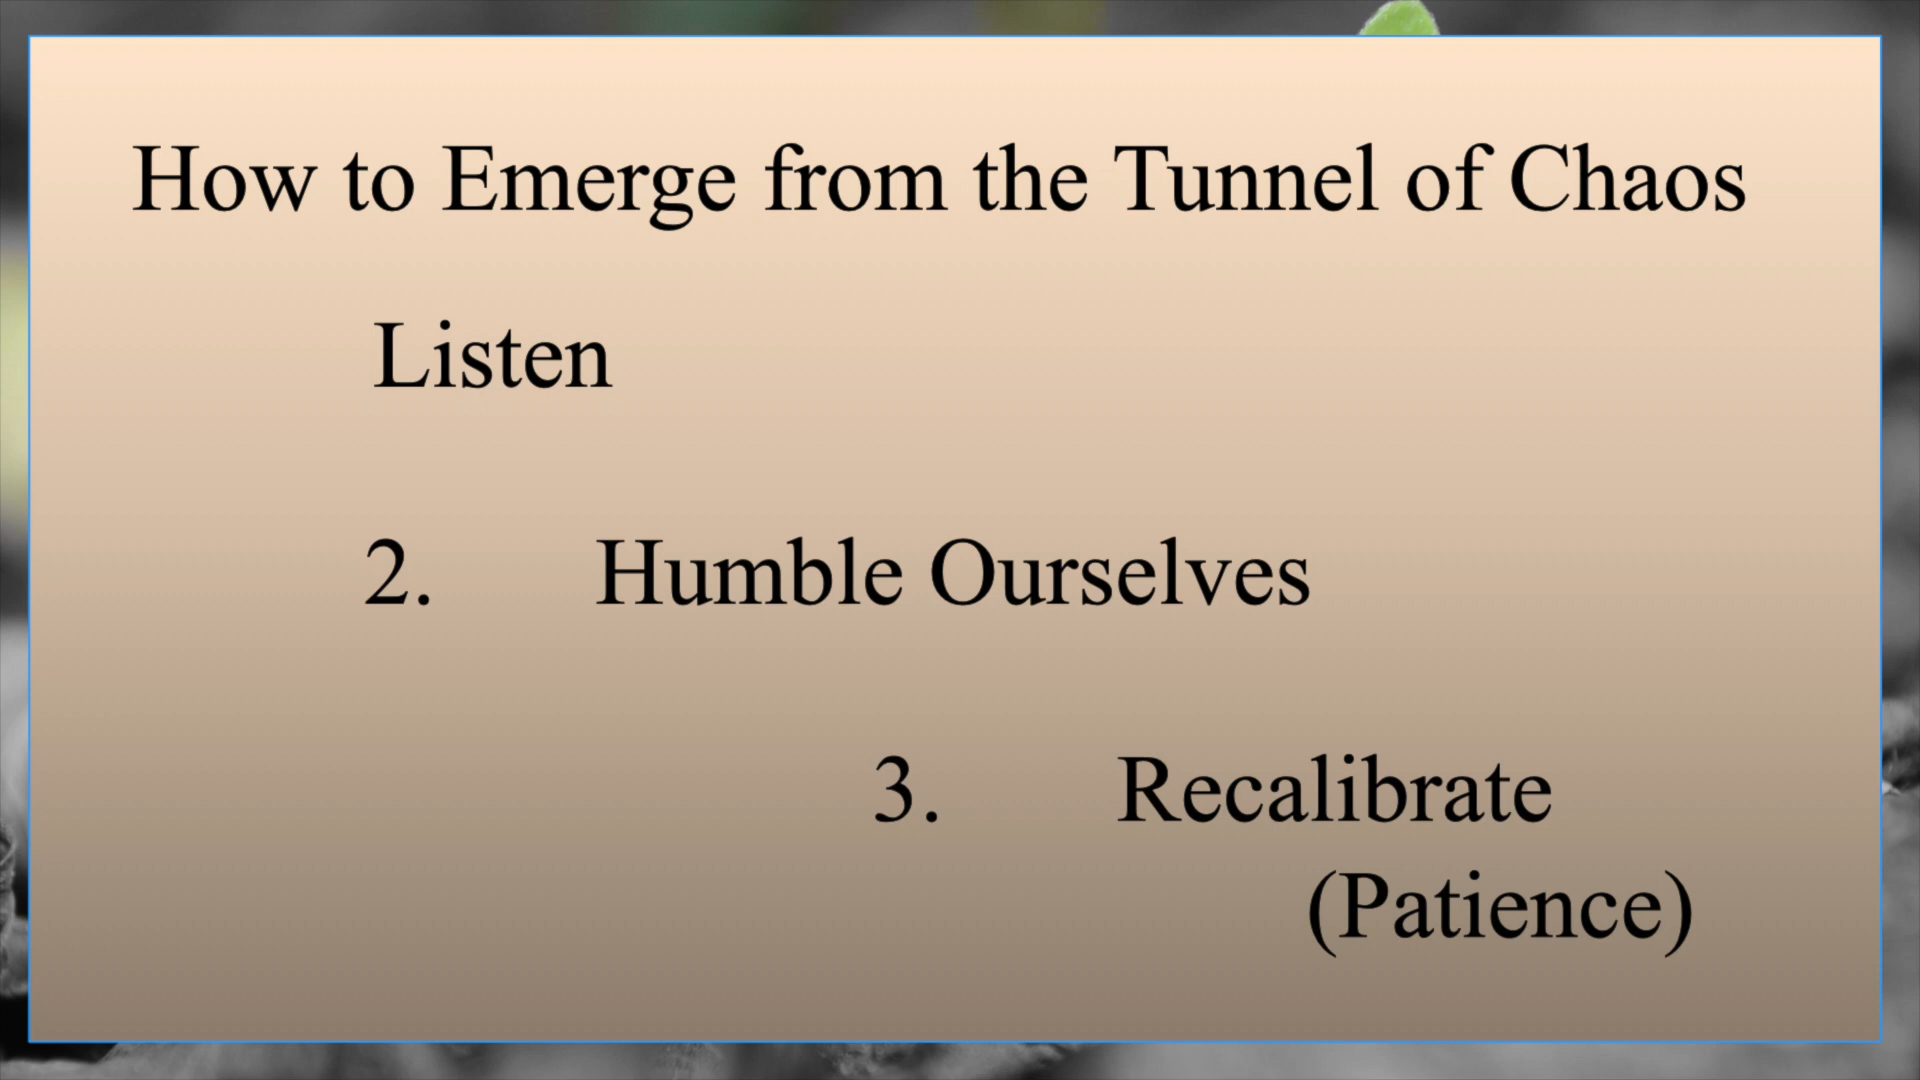 How to Emerge from the Tunnel of Chaos
Listen
2. Humble Ourselves
3. Recalibrate
(Patience)